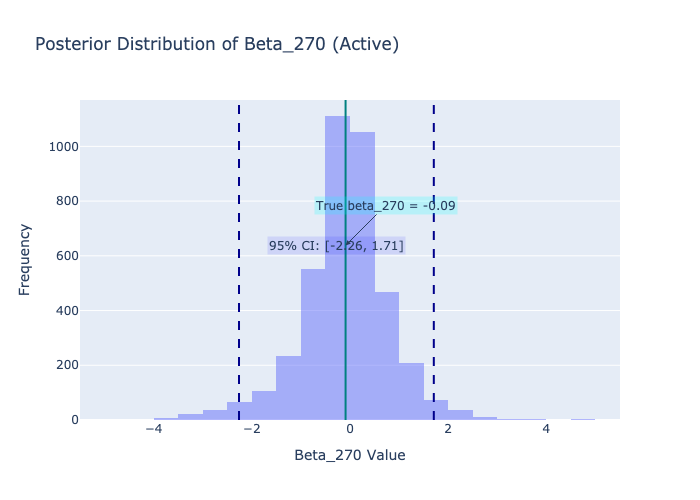 Posterior Distribution of Beta_270 (Active)
1000
800
600
400
200
0
Frequency
True beta_270 = -0.09
95% CI: [-2.26, 1.71]
−4
−2
0
2
4
Beta_270 Value